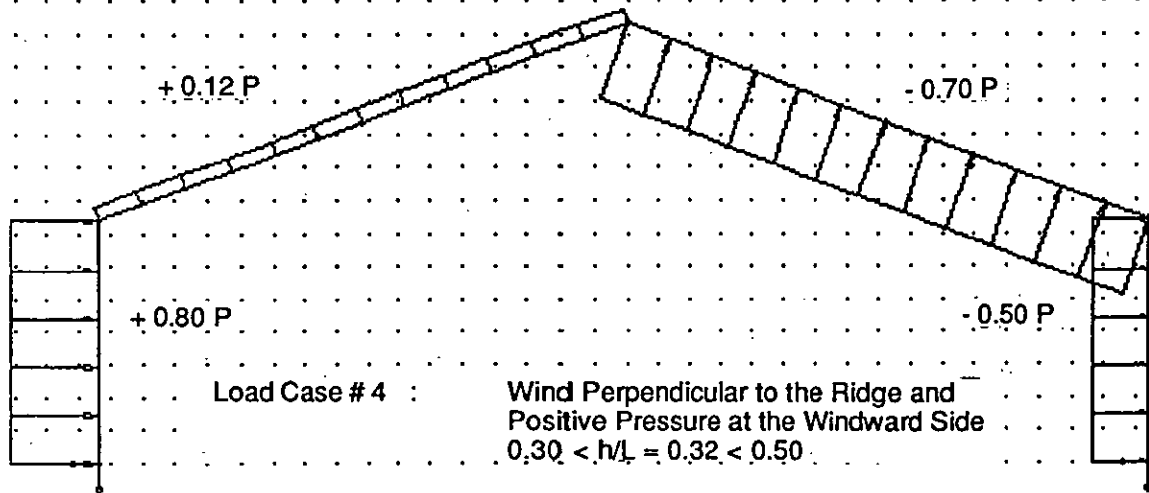 + 0.12 P
- 0.70 P
+ 0.80 P
- 0.50 P
Load Case # 4 : Wind Perpendicular to the Ridge and
Positive Pressure at the Windward Side
0.30 < h/L = 0.32 < 0.50